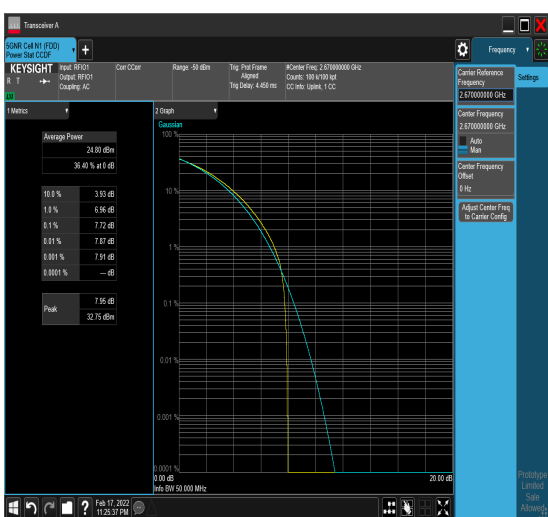 Transceiver A
5GNR Cell N1 (FDD)
Power Stat CCDF
Frequency
KEYSIGHT
R T
Input: RFIO1
Output: RFIO1
Coupling: AC
Corr CCorr
Range: -50 dBm
Trig: Prot Frame
Aligned
Trig Delay: 4.450 ms
#Center Freq: 2.670000000 GHz
Counts: 100 k/100 kpt
CC Info: Uplink, 1 CC
1 Metrics
Average Power
24.80 dBm
36.40 % at 0 dB
10.0 % 3.93 dB
1.0 % 6.96 dB
0.1 % 7.72 dB
0.01 % 7.87 dB
0.001 % 7.91 dB
0.0001 % --- dB
Peak
7.95 dB
32.75 dBm
2 Graph
Gaussian
100 %
10 %
1 %
0.1 %
0.01 %
0.001 %
0.0001 %
0.00 dB
20.00 dB
Info BW 50.000 MHz
Carrier Reference
Frequency
2.670000000 GHz
Center Frequency
2.670000000 GHz
Auto
Man
Center Frequency
Offset
0 Hz
Adjust Center Freq
to Carrier Config
Settings
Prototype
Limited
Sale
Allowed
?
Feb 17, 2022
11:25:37 PM